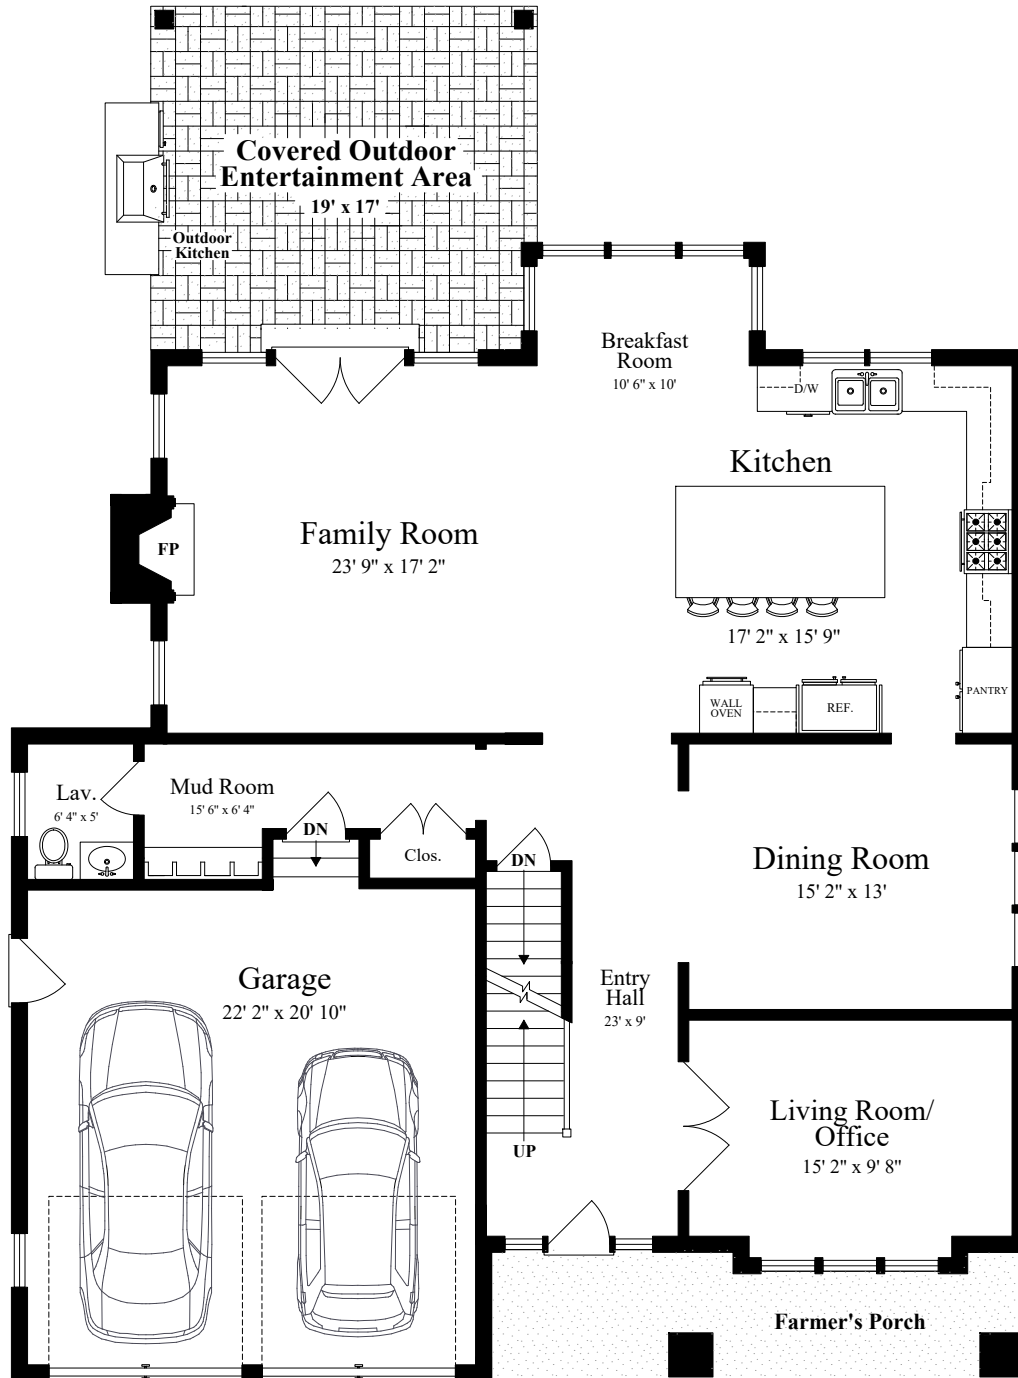 Covered Outdoor
Entertainment Area
19' x 17'
Outdoor
Kitchen
Breakfast
Room
10' 6" x 10'
D/W
Kitchen
Family Room
23' 9" x 17' 2"
FP
17' 2" x 15' 9"
WALL
OVEN
REF.
PANTRY
Lav.
6' 4" x 5'
Mud Room
15' 6" x 6' 4"
DN
Clos.
DN
Dining Room
15' 2" x 13'
Garage
22' 2" x 20' 10"
Entry
Hall
23' x 9'
UP
Living Room/
Office
15' 2" x 9' 8"
Farmer's Porch